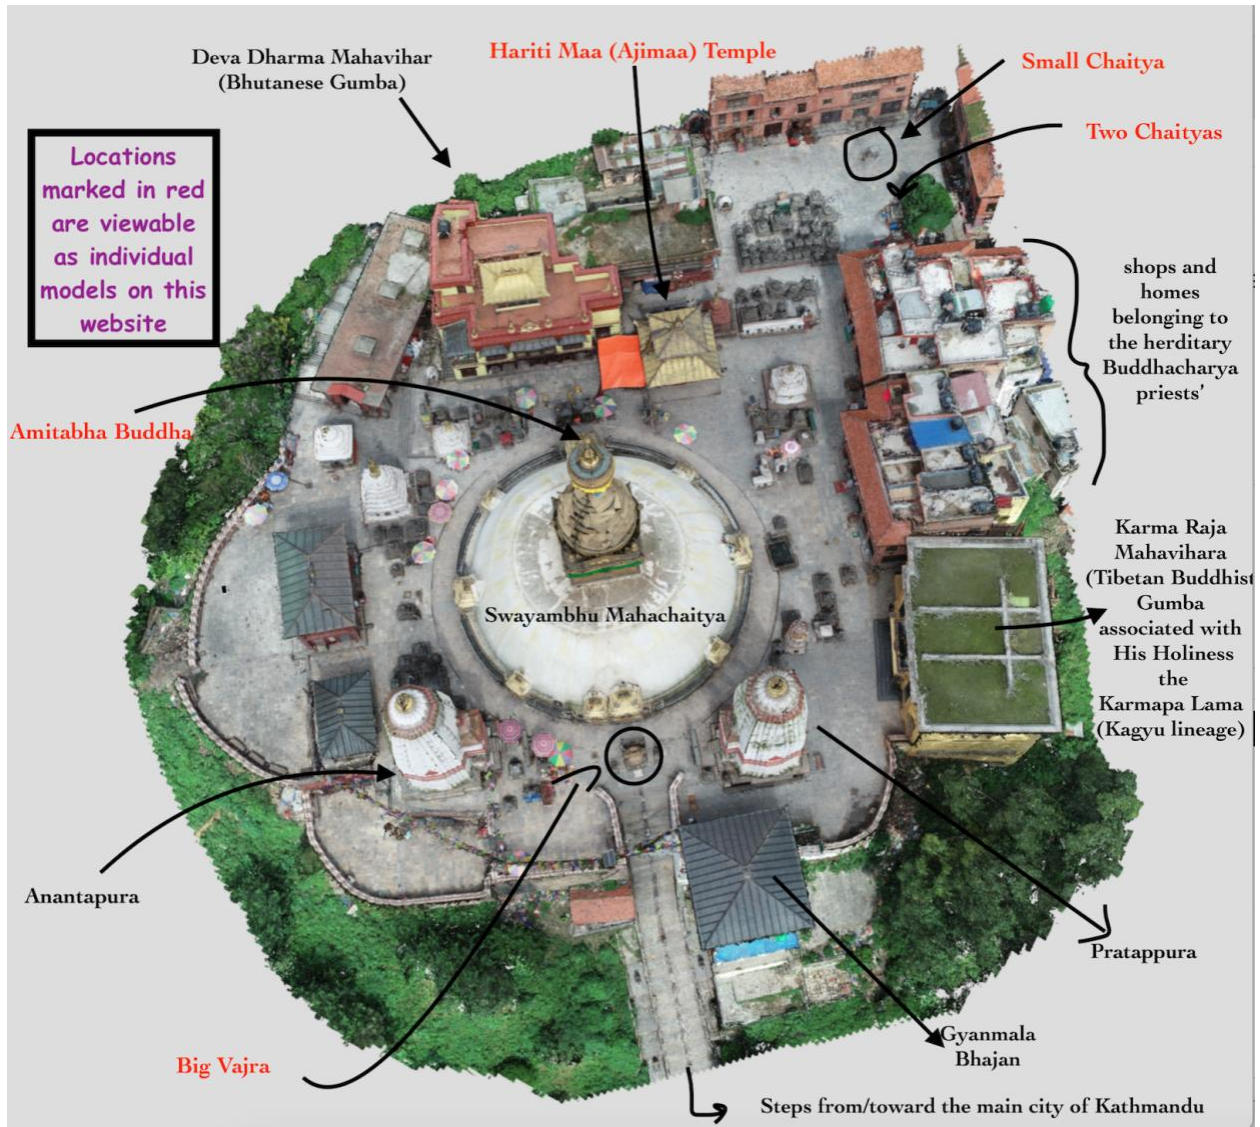 Deva Dharma Mahavihar
(Bhutanese Gumba)
Hariti Maa (Ajimaa) Temple
Small Chaitya
Two Chaityas
Locations
marked in red
are viewable
as individual
models on this
website
shops and
homes
belonging to
the herditary
Buddhacharya
priests'
Amitabha Buddha
Karma Raja
Mahavihara
(Tibetan Buddhist
Gumba
associated with
His Holiness
the
Karmapa Lama
(Kagyu lineage)
Swayambhu Mahachaitya
Anantapura
Pratappura
Gyanmala
Bhajan
Big Vajra
Steps from/toward the main city of Kathmandu